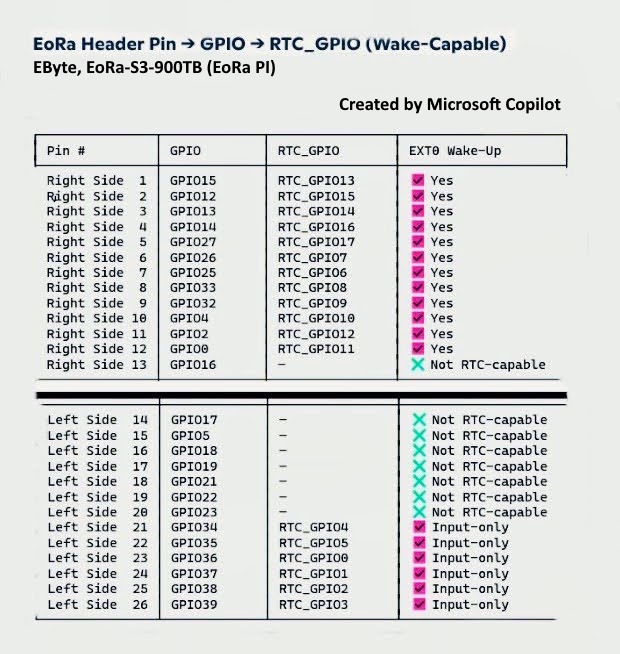 EoRa Header Pin → GPIO → RTC_GPIO (Wake-Capable)
EByte, EoRa-S3-900TB (EoRa PI)
Created by Microsoft Copilot
Pin # GPIO RTC_GPIO EXT0 Wake-Up
Right Side 1 GPIO15 RTC_GPIO13 Yes
Right Side 2 GPIO12 RTC_GPIO15 Yes
Right Side 3 GPIO13 RTC_GPIO14 Yes
Right Side 4 GPIO14 RTC_GPIO16 Yes
Right Side 5 GPIO27 RTC_GPIO17 Yes
Right Side 6 GPIO26 RTC_GPIO7 Yes
Right Side 7 GPIO25 RTC_GPIO6 Yes
Right Side 8 GPIO33 RTC_GPIO8 Yes
Right Side 9 GPIO32 RTC_GPIO9 Yes
Right Side 10 GPIO4 RTC_GPIO10 Yes
Right Side 11 GPIO2 RTC_GPIO12 Yes
Right Side 12 GPIO0 RTC_GPIO11 Yes
Right Side 13 GPIO16 – Not RTC-capable
Left Side 14 GPIO17 – Not RTC-capable
Left Side 15 GPIO5 – Not RTC-capable
Left Side 16 GPIO18 – Not RTC-capable
Left Side 17 GPIO19 – Not RTC-capable
Left Side 18 GPIO21 – Not RTC-capable
Left Side 19 GPIO22 – Not RTC-capable
Left Side 20 GPIO23 – Not RTC-capable
Left Side 21 GPIO34 RTC_GPIO4 Input-only
Left Side 22 GPIO35 RTC_GPIO5 Input-only
Left Side 23 GPIO36 RTC_GPIO0 Input-only
Left Side 24 GPIO37 RTC_GPIO1 Input-only
Left Side 25 GPIO38 RTC_GPIO2 Input-only
Left Side 26 GPIO39 RTC_GPIO3 Input-only